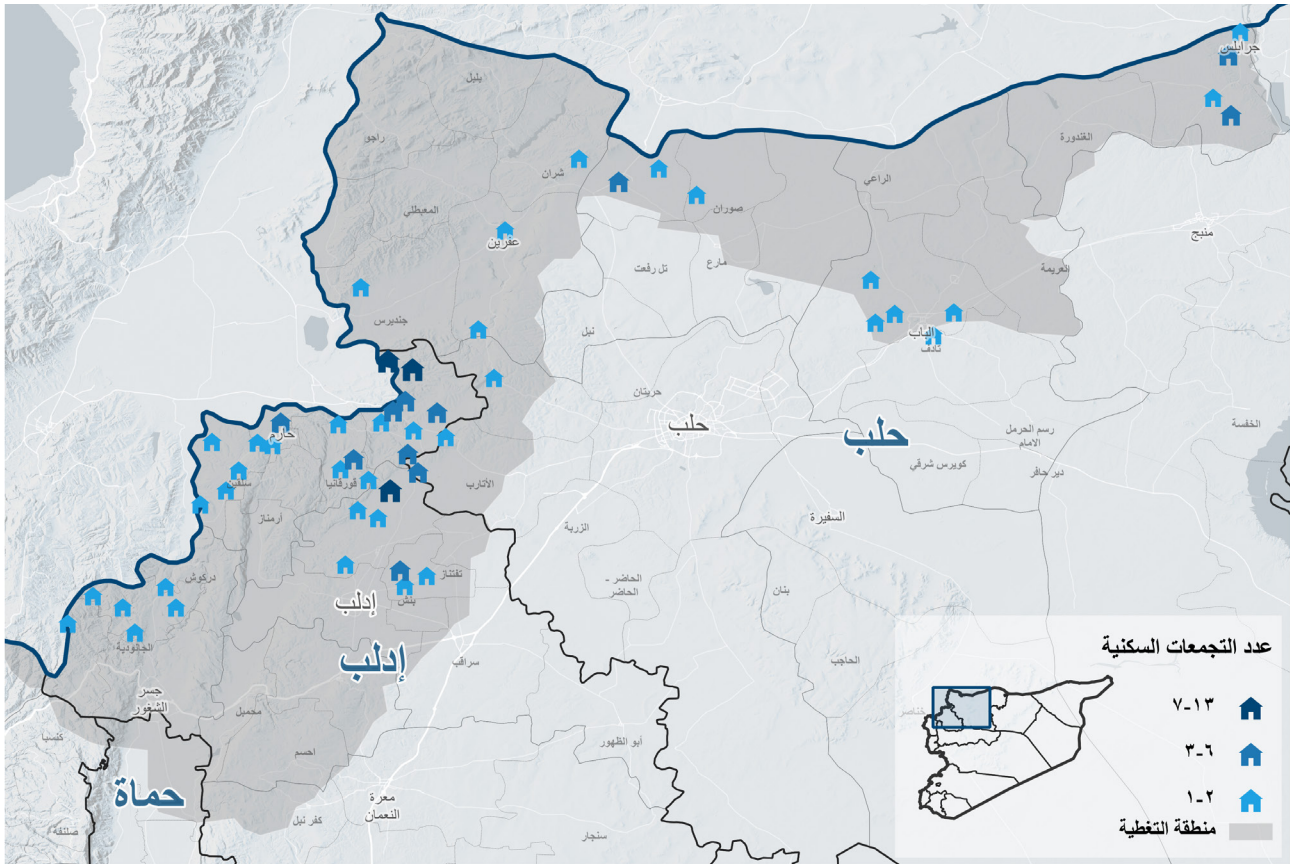 جرابلس
بلبل
الغندورة
راجو
شران
الراعي
المعبطلي
صوران
عفرين
منبج
مارع
تل رفعت
العريمة
جنديرس
نبل
الباب
تادف
حريتان
حلب
حلب
حارم
رسم الحرمل
الامام
الخفسة
كويرس شرقي
دير حافر
سلقين
قورقانيا
الأتارب
أرمناز
السفيرة
الزربة
دركوش
تفتناز
الحاضر -
الحاضر
بنان
بنش
إدلب
الجانودية
إدلب
سراقب
الحاجب
جسر
الشغور
محمبل
خناصر
كنسبا
احسم
أبو الظهور
حماة
معرة
النعمان
كفر نبل
صلنفة
سنجار
عدد التجمعات السكنية
٧-١٣
٣-٦
١-٢
منطقة التغطية